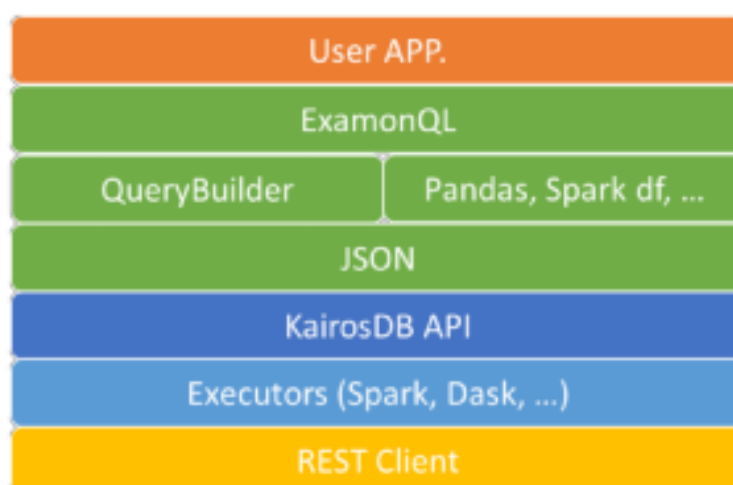 User APP.
ExamonQL
QueryBuilder
Pandas, Spark df, ...
JSON
KairosDB API
Executors (Spark, Dask, ...)
REST Client